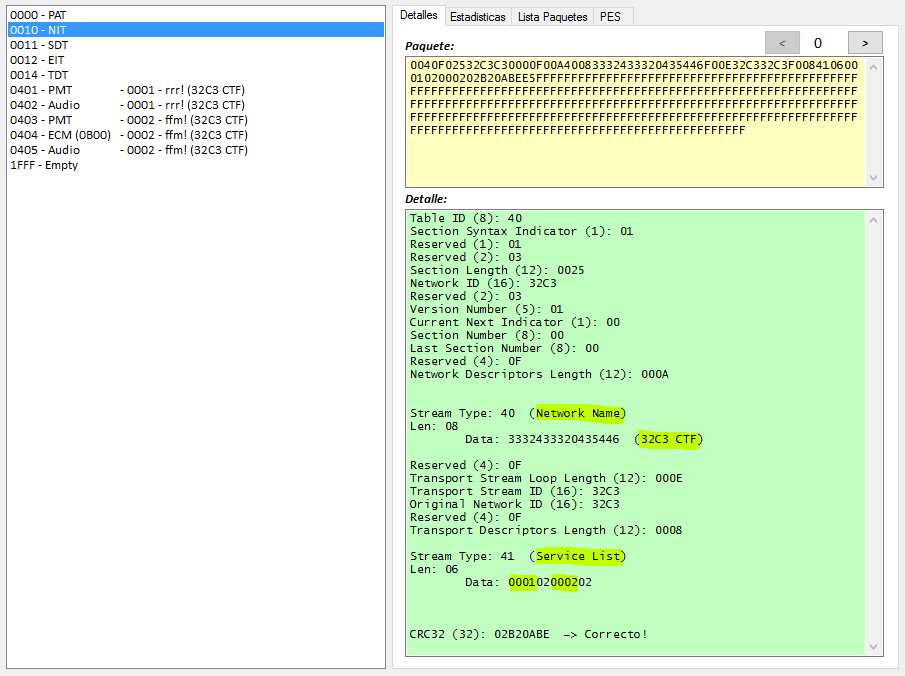 0000 - PAT
0010 - NIT
0011 - SDT
0012 - EIT
0014 - TDT
0401 - PMT - 0001 - rrr! (32C3 CTF)
0402 - Audio - 0001 - rrr! (32C3 CTF)
0403 - PMT - 0002 - ffm! (32C3 CTF)
0404 - ECM (0B00) - 0002 - ffm! (32C3 CTF)
0405 - Audio - 0002 - ffm! (32C3 CTF)
1FFF - Empty
Detalles Estadisticas Lista Paquetes PES
Paquete: < 0 >
0040F02532C3C30000F00A40083332433320435446F00E32C332C3F008410600
0102000202B20ABEE5FFFFFFFFFFFFFFFFFFFFFFFFFFFFFFFFFFFFFFFFFFFFFF
FFFFFFFFFFFFFFFFFFFFFFFFFFFFFFFFFFFFFFFFFFFFFFFFFFFFFFFFFFFFFFFF
FFFFFFFFFFFFFFFFFFFFFFFFFFFFFFFFFFFFFFFFFFFFFFFFFFFFFFFFFFFFFFFF
FFFFFFFFFFFFFFFFFFFFFFFFFFFFFFFFFFFFFFFFFFFFFFFFFFFFFFFFFFFFFFFF
FFFFFFFFFFFFFFFFFFFFFFFFFFFFFFFFFFFFFFFFFFFFFFFF
Detalle:
Table ID (8): 40
Section Syntax Indicator (1): 01
Reserved (1): 01
Reserved (2): 03
Section Length (12): 0025
Network ID (16): 32C3
Reserved (2): 03
Version Number (5): 01
Current Next Indicator (1): 00
Section Number (8): 00
Last Section Number (8): 00
Reserved (4): 0F
Network Descriptors Length (12): 000A
Stream Type: 40 (Network Name)
Len: 08
Data: 3332433320435446 (32C3 CTF)
Reserved (4): 0F
Transport Stream Loop Length (12): 000E
Transport Stream ID (16): 32C3
Original Network ID (16): 32C3
Reserved (4): 0F
Transport Descriptors Length (12): 0008
Stream Type: 41 (Service List)
Len: 06
Data: 000102000202
CRC32 (32): 02B20ABE -> Correcto!